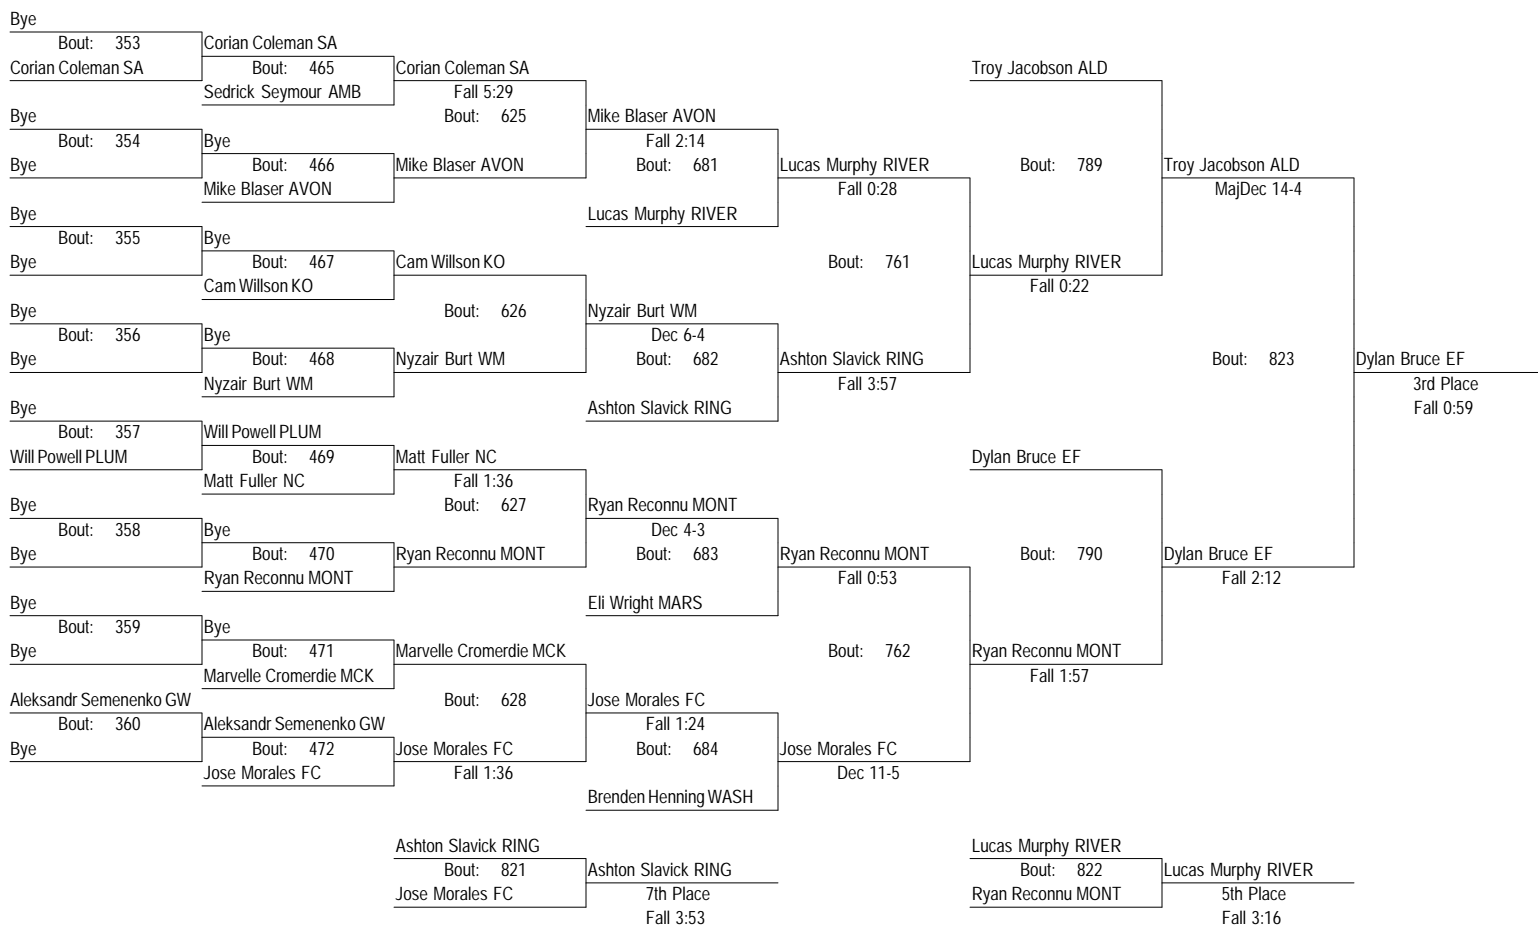 Bye
Bout: 353
Corian Coleman SA
Bye
Bout: 354
Bye
Bye
Bout: 355
Bye
Bye
Bout: 356
Bye
Bye
Bout: 357
Will Powell PLUM
Bye
Bout: 358
Bye
Bye
Bout: 359
Bye
Aleksandr Semenenko GW
Bout: 360
Bye
Corian Coleman SA
Bout: 465
Sedrick Seymour AMB
Bye
Bout: 466
Mike Blaser AVON
Bye
Bout: 467
Cam Willson KO
Bye
Bout: 468
Nyzair Burt WM
Will Powell PLUM
Bout: 469
Matt Fuller NC
Bye
Bout: 470
Ryan Reconnu MONT
Bye
Bout: 471
Marvelle Cromerdie MCK
Aleksandr Semenenko GW
Bout: 472
Jose Morales FC
Corian Coleman SA
Fall 5:29
Bout: 625
Mike Blaser AVON
Cam Willson KO
Bout: 626
Nyzair Burt WM
Matt Fuller NC
Fall 1:36
Bout: 627
Ryan Reconnu MONT
Marvelle Cromerdie MCK
Bout: 628
Jose Morales FC
Fall 1:36
Mike Blaser AVON
Fall 2:14
Bout: 681
Lucas Murphy RIVER
Nyzair Burt WM
Dec 6-4
Bout: 682
Ashton Slavick RING
Ryan Reconnu MONT
Dec 4-3
Bout: 683
Eli Wright MARS
Jose Morales FC
Fall 1:24
Bout: 684
Brenden Henning WASH
Lucas Murphy RIVER
Fall 0:28
Bout: 761
Ashton Slavick RING
Fall 3:57
Ryan Reconnu MONT
Fall 0:53
Bout: 762
Jose Morales FC
Dec 11-5
Troy Jacobson ALD
Bout: 789
Lucas Murphy RIVER
Fall 0:22
Dylan Bruce EF
Bout: 790
Ryan Reconnu MONT
Fall 1:57
Troy Jacobson ALD
MajDec 14-4
Bout: 823
Dylan Bruce EF
Fall 2:12
Dylan Bruce EF
3rd Place
Fall 0:59
Ashton Slavick RING
Bout: 821
Jose Morales FC
Ashton Slavick RING
7th Place
Fall 3:53
Lucas Murphy RIVER
Bout: 822
Ryan Reconnu MONT
Lucas Murphy RIVER
5th Place
Fall 3:16